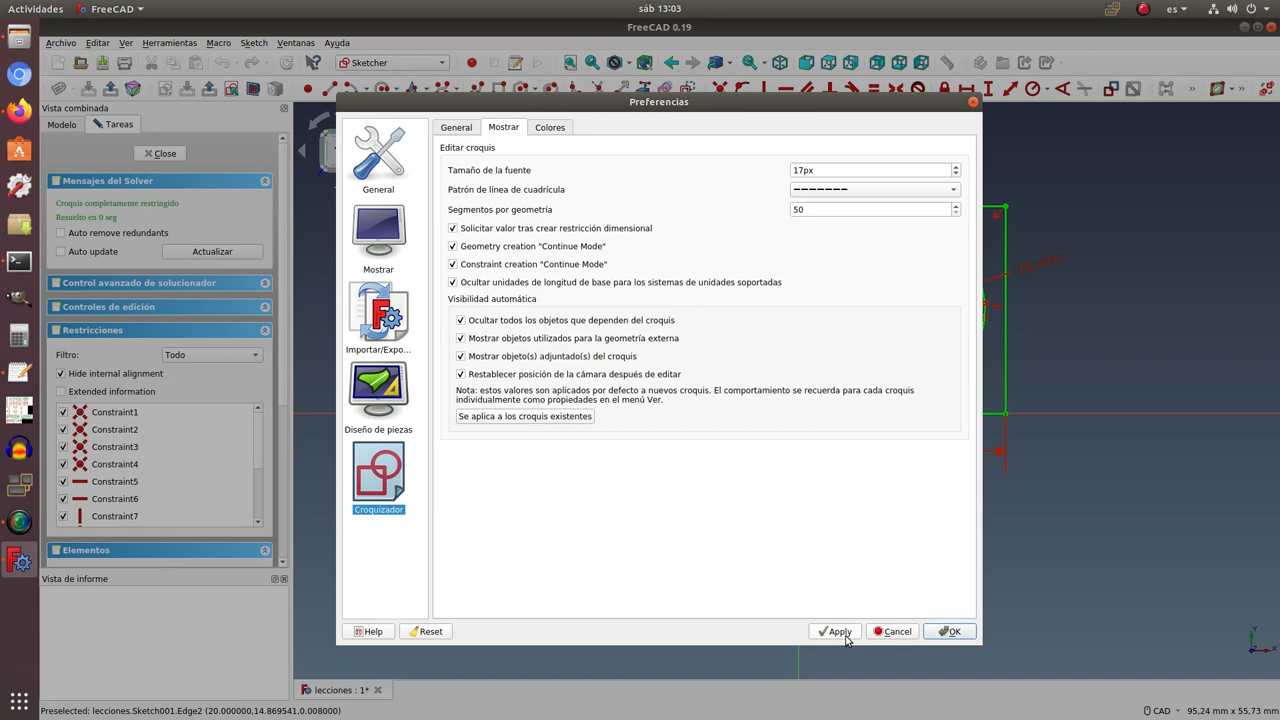 Actividades
FreeCAD
sáb 13:03
es
FreeCAD 0.19
Archivo Editar Ver Herramientas Macro Sketch Ventanas Ayuda
Sketcher
Vista combinada
Modelo
Tareas
Close
Mensajes del Solver
Croquis completamente restringido
Resuelto en 0 seg
Auto remove redundants
Auto update
Actualizar
Control avanzado de solucionador
Controles de edición
Restricciones
Filtro:
Todo
Hide internal alignment
Extended information
Constraint1
Constraint2
Constraint3
Constraint4
Constraint5
Constraint6
Constraint7
Elementos
Vista de informe
Preferencias
General
Mostrar
Importar/Expo...
Diseño de piezas
Croquizador
General Mostrar Colores
Editar croquis
Tamaño de la fuente
17px
Patrón de línea de cuadrícula
Segmentos por geometría
50
Solicitar valor tras crear restricción dimensional
Geometry creation "Continue Mode"
Constraint creation "Continue Mode"
Ocultar unidades de longitud de base para los sistemas de unidades soportadas
Visibilidad automática
Ocultar todos los objetos que dependen del croquis
Mostrar objetos utilizados para la geometría externa
Mostrar objeto(s) adjuntado(s) del croquis
Restablecer posición de la cámara después de editar
Nota: estos valores son aplicados por defecto a nuevos croquis. El comportamiento se recuerda para cada croquis
individualmente como propiedades en el menú Ver.
Se aplica a los croquis existentes
Help
Reset
Apply
Cancel
OK
lecciones : 1*
Preselected: lecciones.Sketch001.Edge2 (20.000000,14.869541,0.008000)
CAD
95,24 mm x 55,73 mm